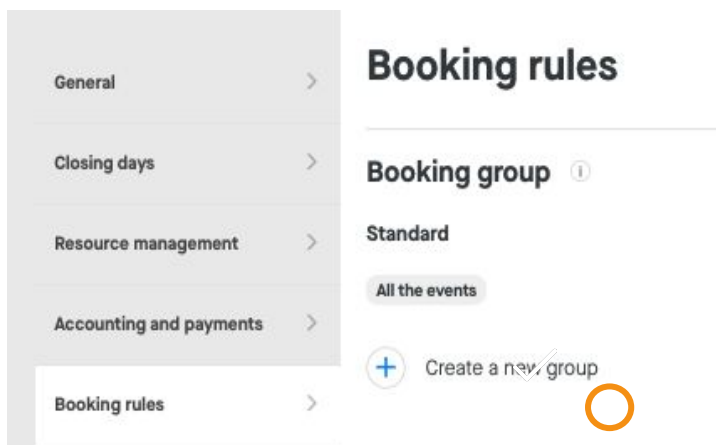 General
Closing days
Resource management
Accounting and payments
Booking rules
Booking rules
Booking group
Standard
All the events
Create a new group